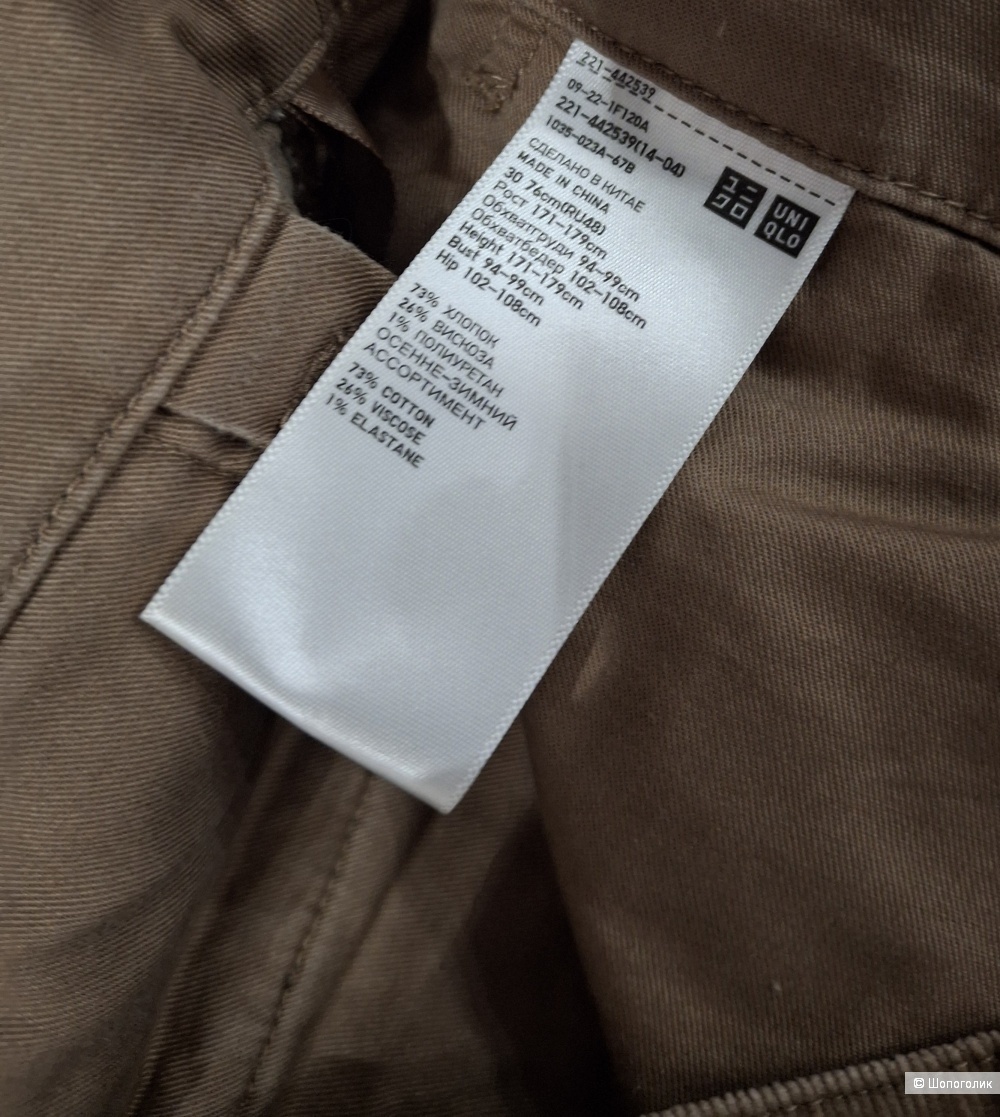 221-442539
09-22-1F120A
221-442539(14-04)
1035-023A-67B
СДЕЛАНО В КИТАЕ
MADE IN CHINA
30 76cm(RU48)
Рост 171-179cm
Обхватгруди 94-99cm
Обхватбедер 102-108cm
Height 171-179cm
Bust 94-99cm
Hip 102-108cm
73% ХЛОПОК
26% ВИСКОЗА
1% ПОЛИУРЕТАН
ОСЕННЕ-ЗИМНИЙ
АССОРТИМЕНТ
73% COTTON
26% VISCOSE
1% ELASTANE
ユニ
クロ
UNI
QLO
© Шопоголик